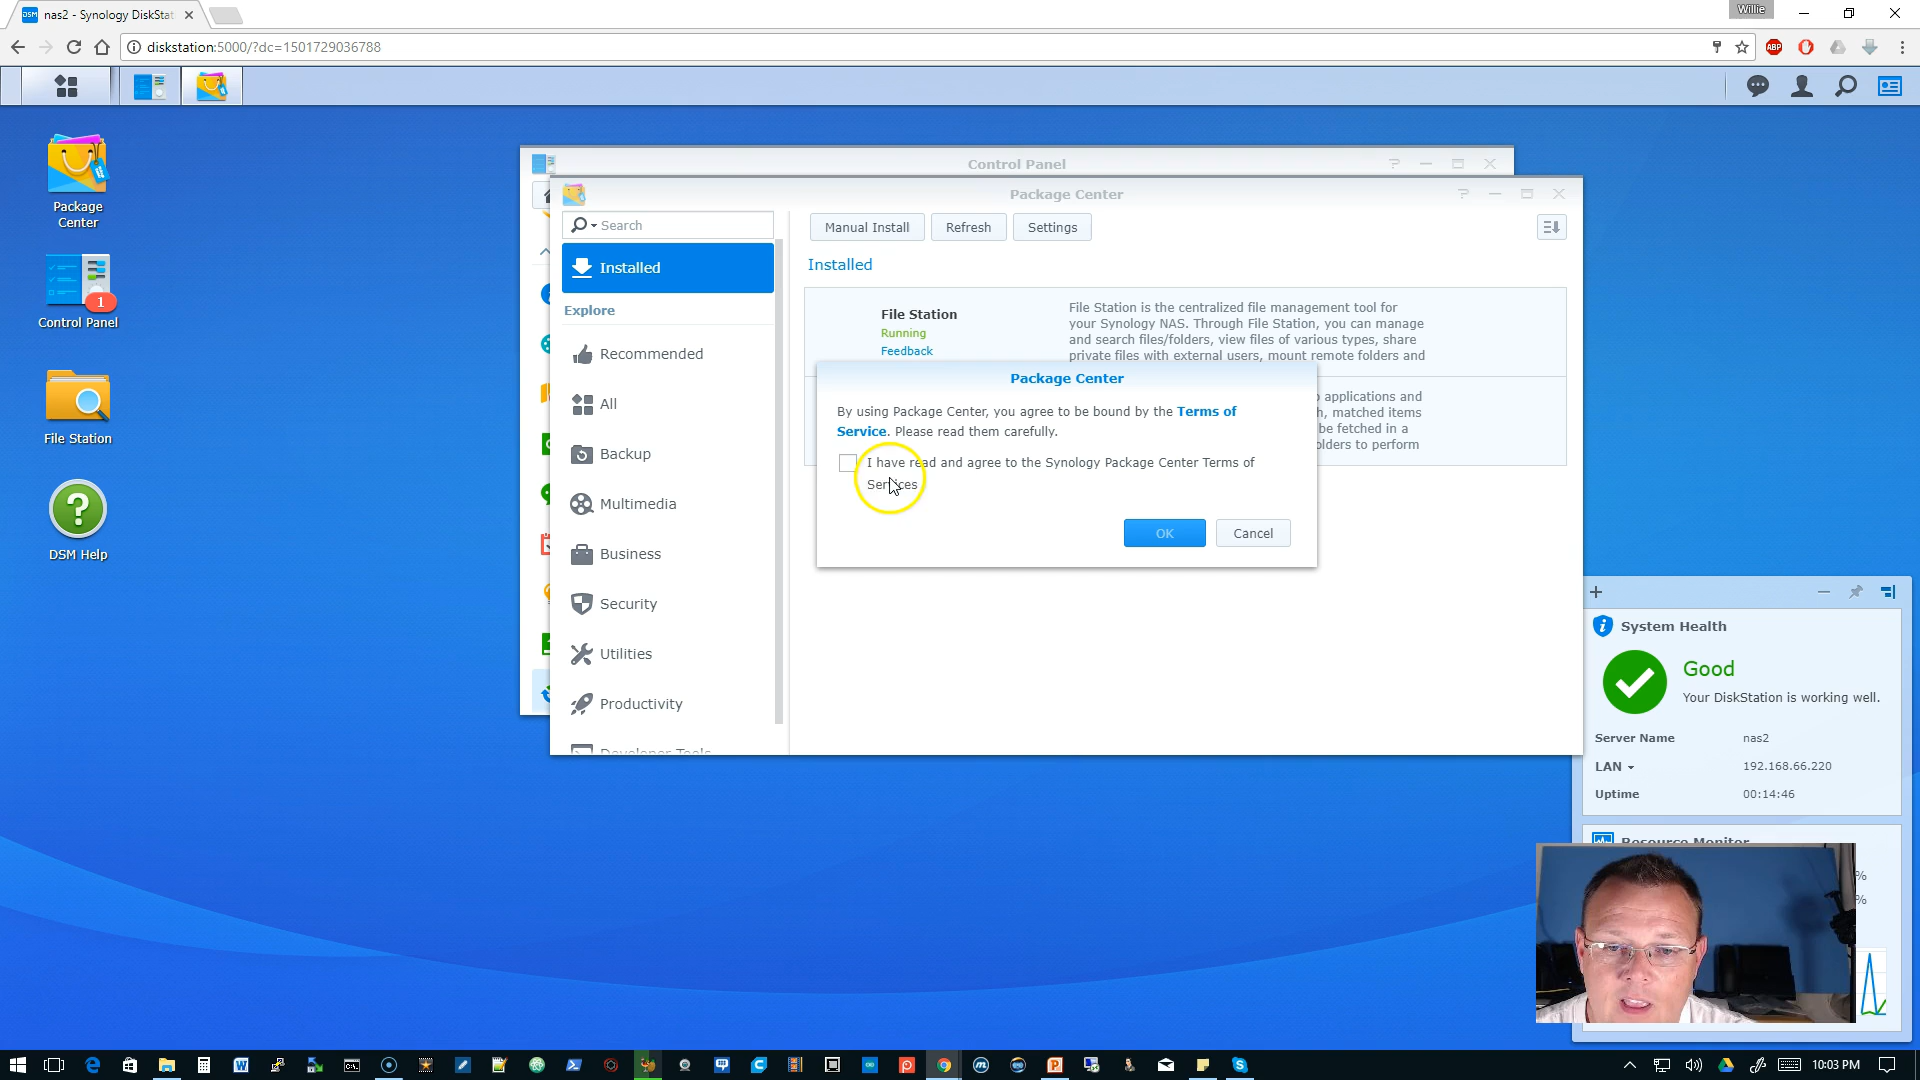 nas2 - Synology DiskStat
Willie
diskstation:5000/?dc=1501729036788
ABP
Package
Center
1
Control Panel
File Station
DSM Help
Control Panel
Package Center
Search
Manual Install
Refresh
Settings
Installed
Installed
Explore
Recommended
All
Backup
Multimedia
Business
Security
Utilities
Productivity
Developer Tools
File Station
Running
Feedback
File Station is the centralized file management tool for
your Synology NAS. Through File Station, you can manage
and search files/folders, view files of various types, share
private files with external users, mount remote folders and
applications and
h, matched items
be fetched in a
olders to perform
Package Center
By using Package Center, you agree to be bound by the Terms of
Service. Please read them carefully.
I have read and agree to the Synology Package Center Terms of
Services
OK
Cancel
System Health
Good
Your DiskStation is working well.
Server Name nas2
LAN 192.168.66.220
Uptime 00:14:46
Resource Monitor
%
%
10:03 PM